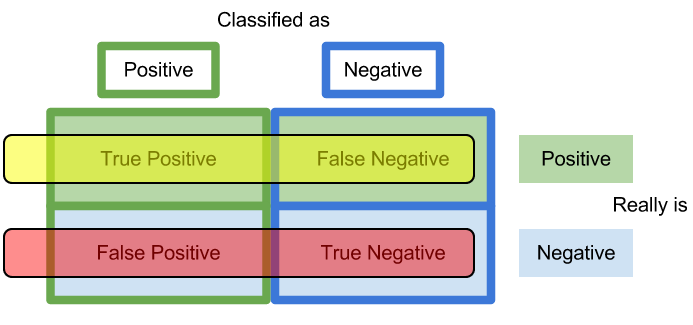 Classified as
Positive
Negative
True Positive
False Negative
Positive
Really is
False Positive
True Negative
Negative